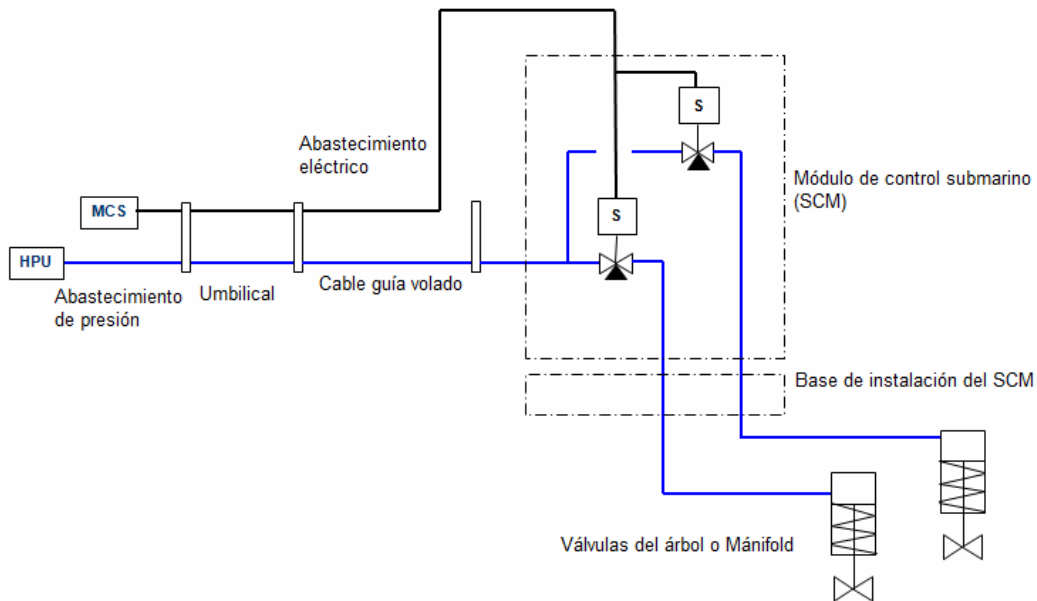 S
Abastecimiento
eléctrico
Módulo de control submarino
(SCM)
MCS
S
HPU
Abastecimiento
de presión
Umbilical
Cable guía volado
Base de instalación del SCM
Válvulas del árbol o Mánifold